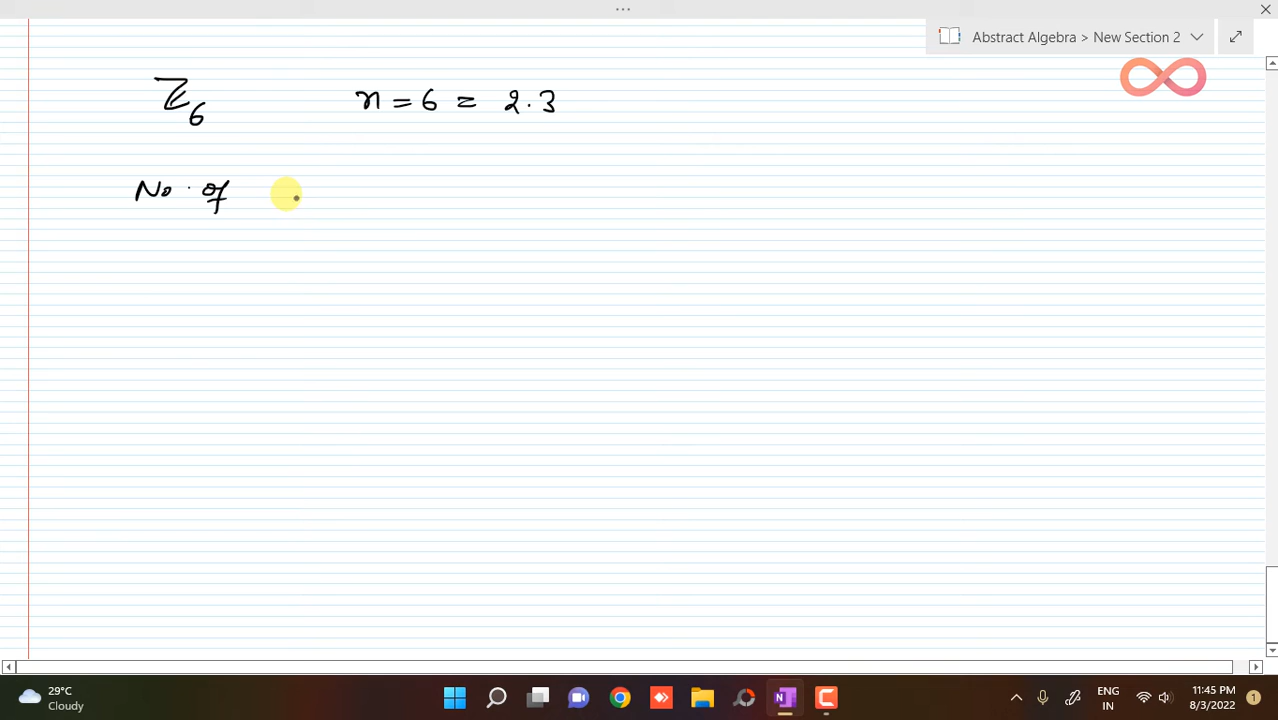 Abstract Algebra > New Section 2
ℤ₆ n = 6 = 2 . 3
No . of
29°C
Cloudy
ENG
IN
11:45 PM
8/3/2022
1